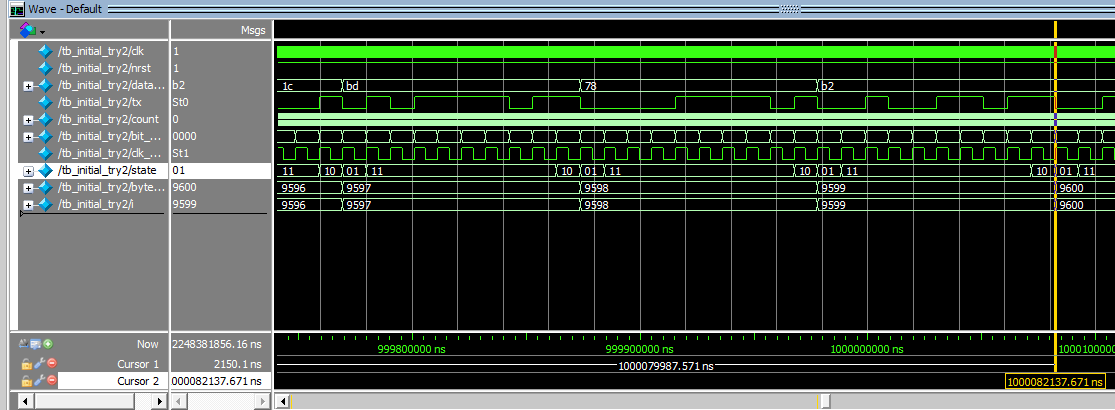 Wave - Default
Msgs
/tb_initial_try2/clk 1
/tb_initial_try2/nrst 1
/tb_initial_try2/data... b2 1c bd 78 b2
/tb_initial_try2/tx St0
/tb_initial_try2/count 0
/tb_initial_try2/bit_... 0000
/tb_initial_try2/clk_... St1
/tb_initial_try2/state 01 11 10 01 11 10 01 11 10 01 11 10 01 11
/tb_initial_try2/byte... 9600 9596 9597 9598 9599 9600
/tb_initial_try2/i 9599 9596 9597 9598 9599 9600
Now 2248381856.16 ns 999800000 ns 999900000 ns 1000000000 ns 1000100000
Cursor 1 2150.1 ns 1000079987.571 ns
Cursor 2 000082137.671 ns 1000082137.671 ns